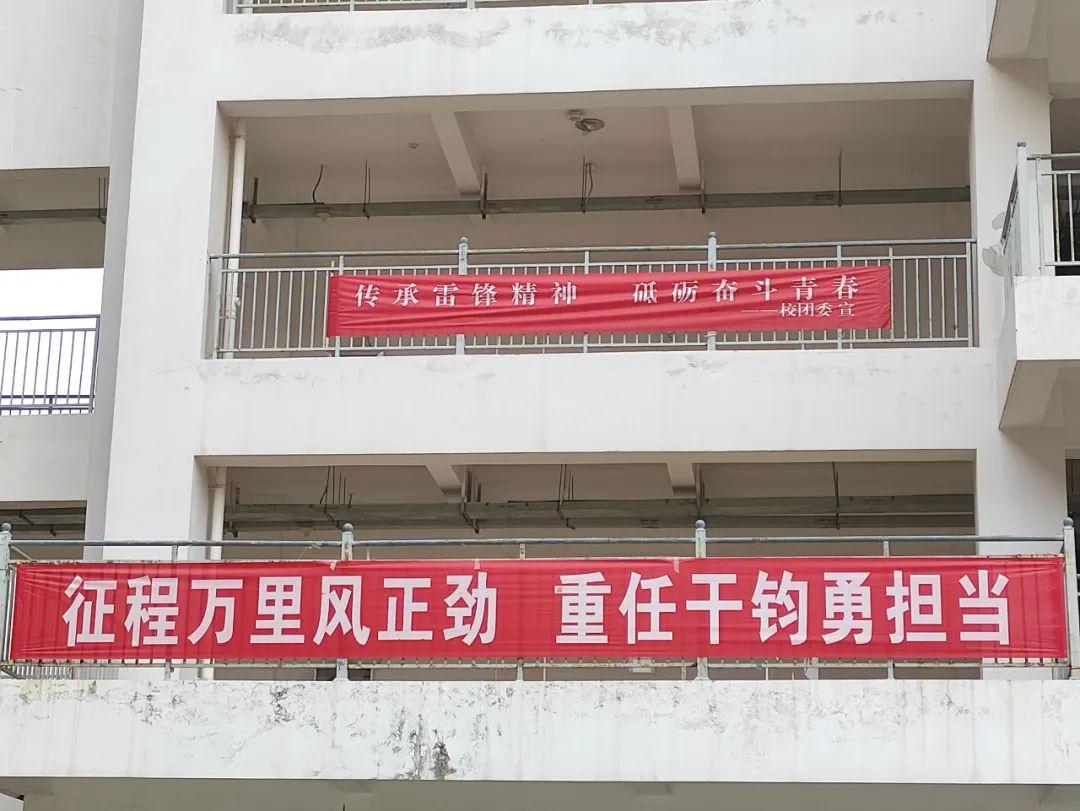 传承雷锋精神 砥砺奋斗青春
——校团委宣
征程万里风正劲 重任千钧勇担当